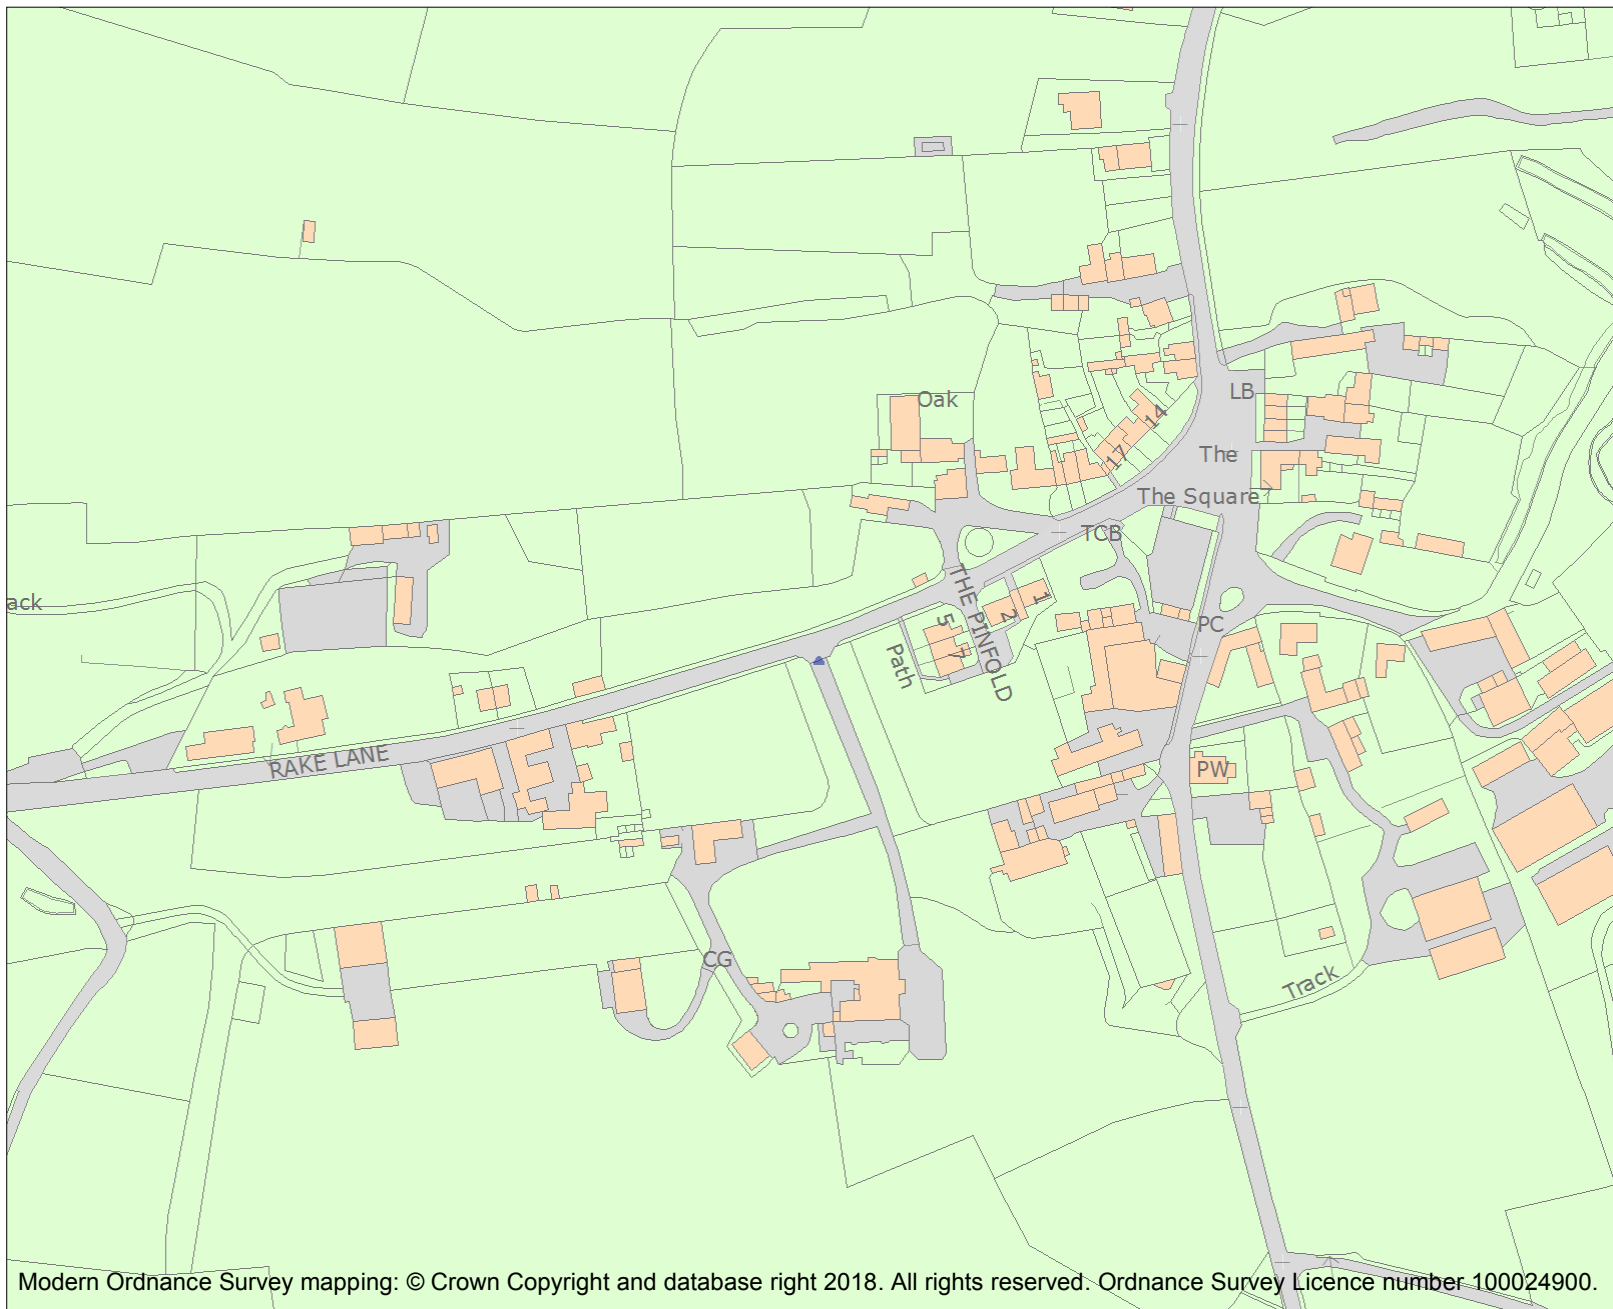 Oak
LB
14
17
The
The Square
7
TCB
THE PINFOLD
1
2
5
7
ack
PC
Path
RAKE LANE
PW
CG
Track
Modern Ordnance Survey mapping: © Crown Copyright and database right 2018. All rights reserved. Ordnance Survey Licence number 100024900.